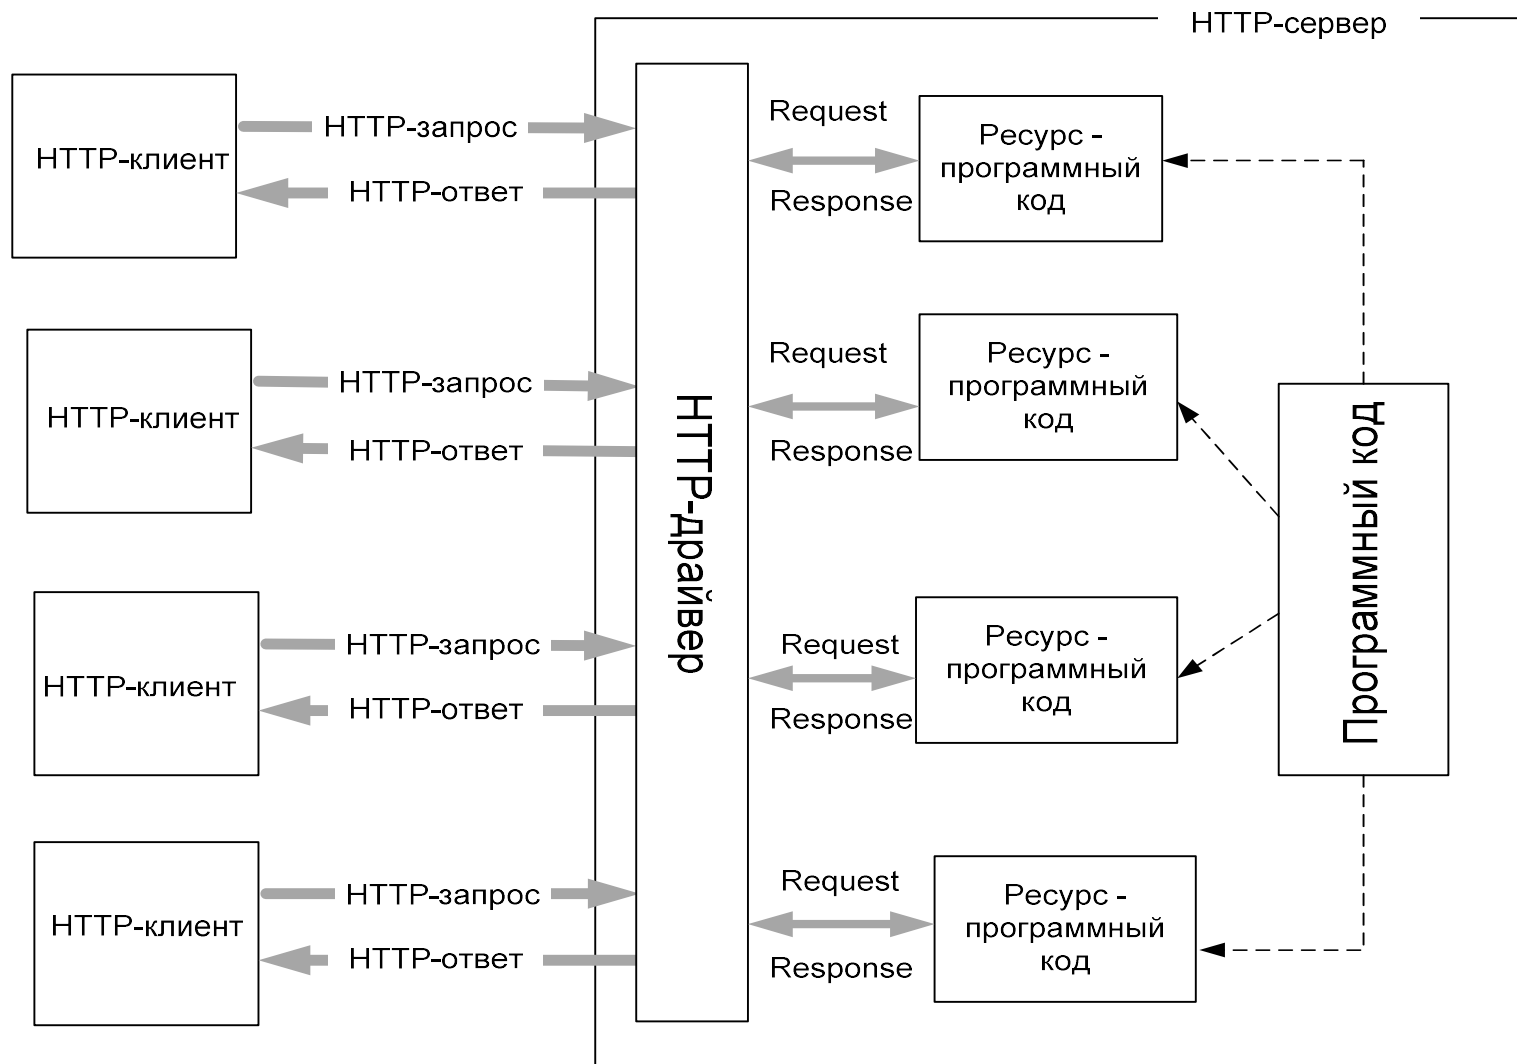 HTTP-сервер
HTTP-клиент
HTTP-запрос
HTTP-ответ
Request
Response
Ресурс -
программный
код
HTTP-клиент
HTTP-запрос
HTTP-ответ
Request
Response
Ресурс -
программный
код
HTTP-драйвер
Программный код
HTTP-клиент
HTTP-запрос
HTTP-ответ
Request
Response
Ресурс -
программный
код
HTTP-клиент
HTTP-запрос
HTTP-ответ
Request
Response
Ресурс -
программный
код